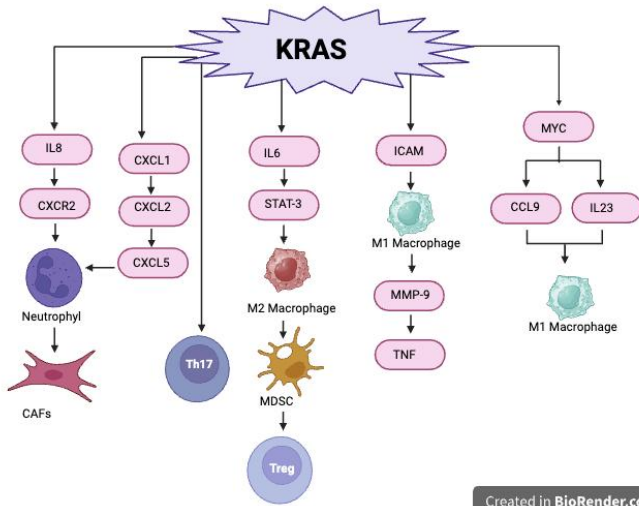 KRAS
IL8
CXCL1
IL6
ICAM
MYC
CXCR2
CXCL2
STAT-3
M1 Macrophage
CCL9
IL23
CXCL5
Neutrophyl
M2 Macrophage
MMP-9
M1 Macrophage
Th17
TNF
CAFs
MDSC
Treg
Created in BioRender.co